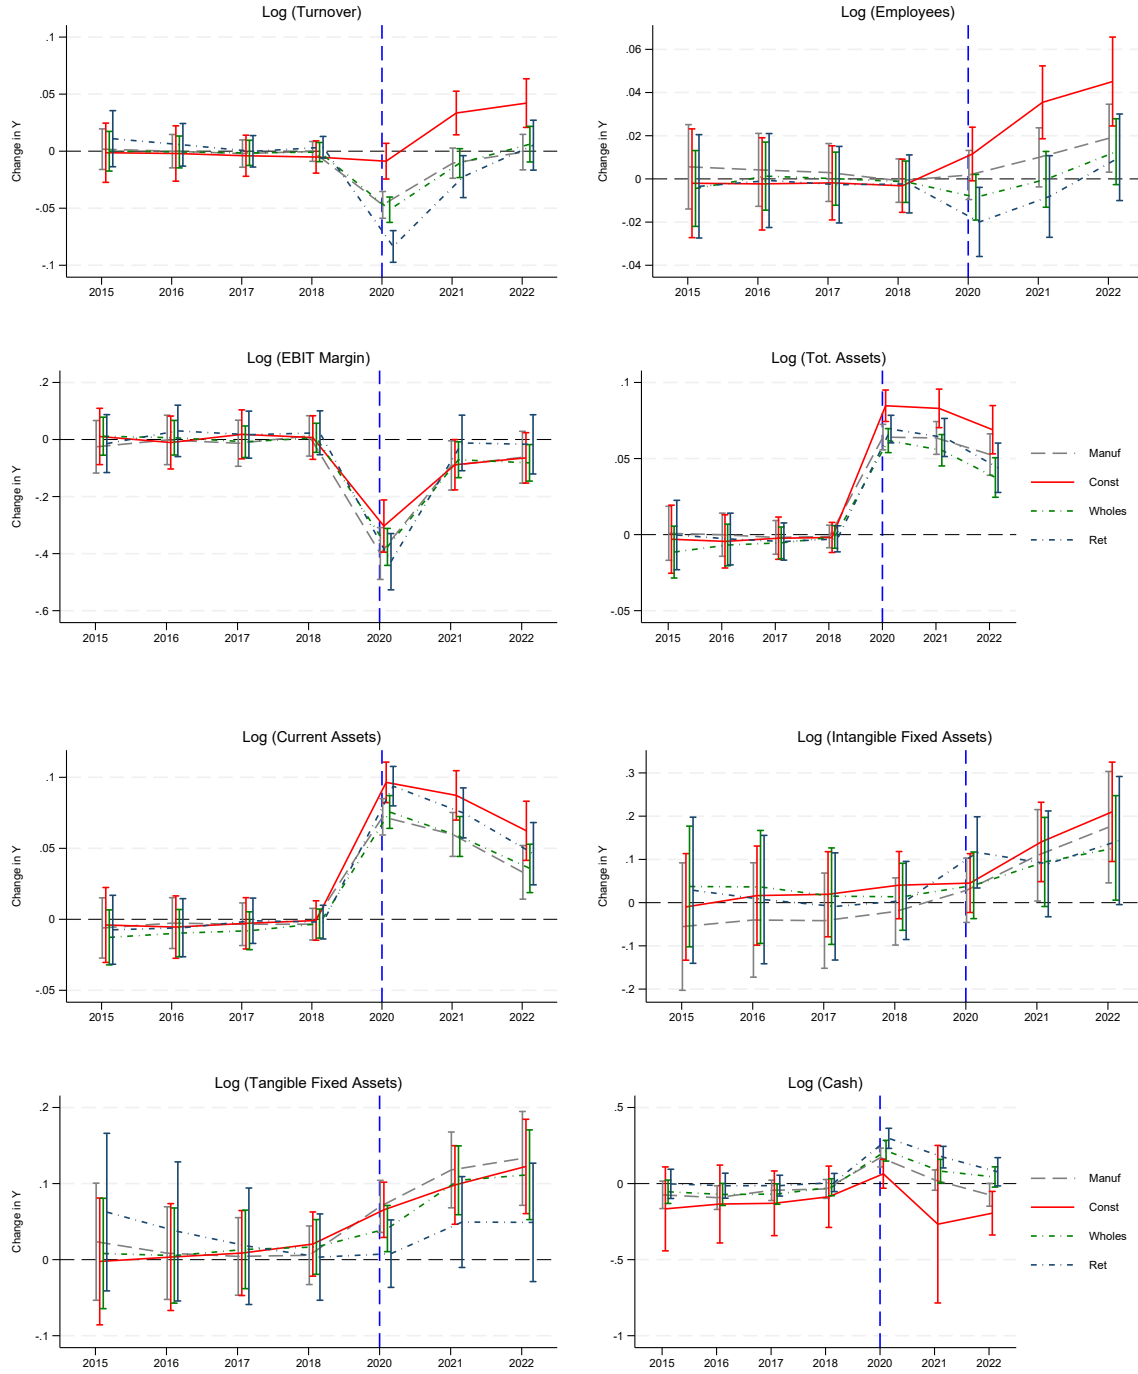 Log (Turnover)
Change in Y
.1
.05
0
-.05
-.1
2015 2016 2017 2018 2020 2021 2022
Log (Employees)
.06
.04
.02
0
-.02
-.04
2015 2016 2017 2018 2020 2021 2022
Log (EBIT Margin)
Change in Y
.2
0
-.2
-.4
-.6
2015 2016 2017 2018 2020 2021 2022
Log (Tot. Assets)
.1
.05
0
-.05
2015 2016 2017 2018 2020 2021 2022
Manuf
Const
Wholes
Ret
Log (Current Assets)
Change in Y
.1
.05
0
-.05
2015 2016 2017 2018 2020 2021 2022
Log (Intangible Fixed Assets)
Change in Y
.3
.2
.1
0
-.1
-.2
2015 2016 2017 2018 2020 2021 2022
Log (Tangible Fixed Assets)
Change in Y
.2
.1
0
-.1
2015 2016 2017 2018 2020 2021 2022
Log (Cash)
Change in Y
.5
0
-.5
-1
2015 2016 2017 2018 2020 2021 2022
Manuf
Const
Wholes
Ret